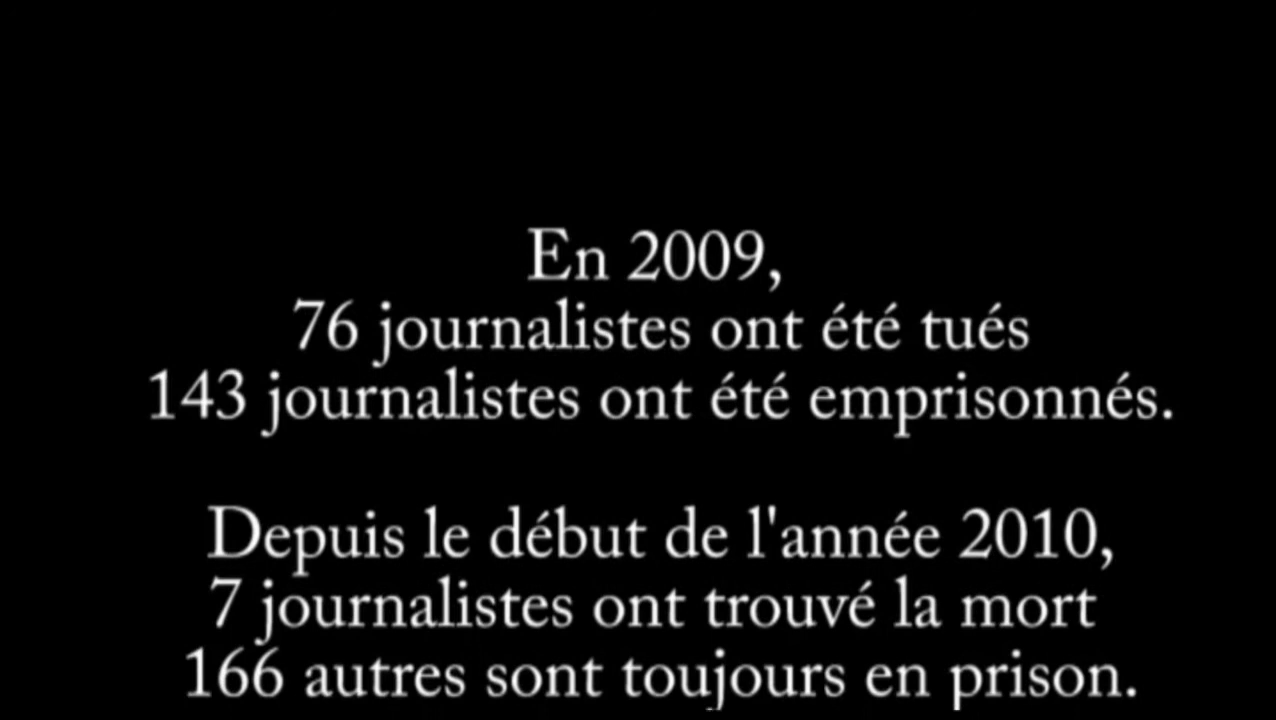 En 2009,
76 journalistes ont été tués
143 journalistes ont été emprisonnés.
Depuis le début de l'année 2010,
7 journalistes ont trouvé la mort
166 autres sont toujours en prison.